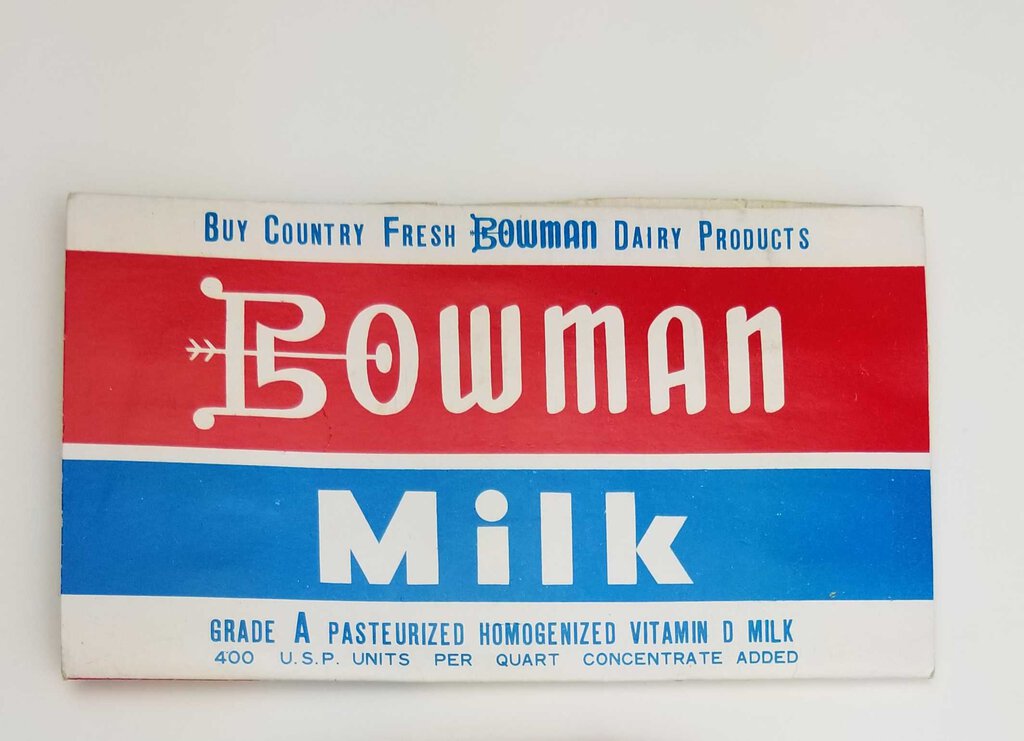 Buy Country Fresh Bowman Dairy Products
Bowman
Milk
GRADE A PASTEURIZED HOMOGENIZED VITAMIN D MILK
400 U.S.P. UNITS PER QUART CONCENTRATE ADDED